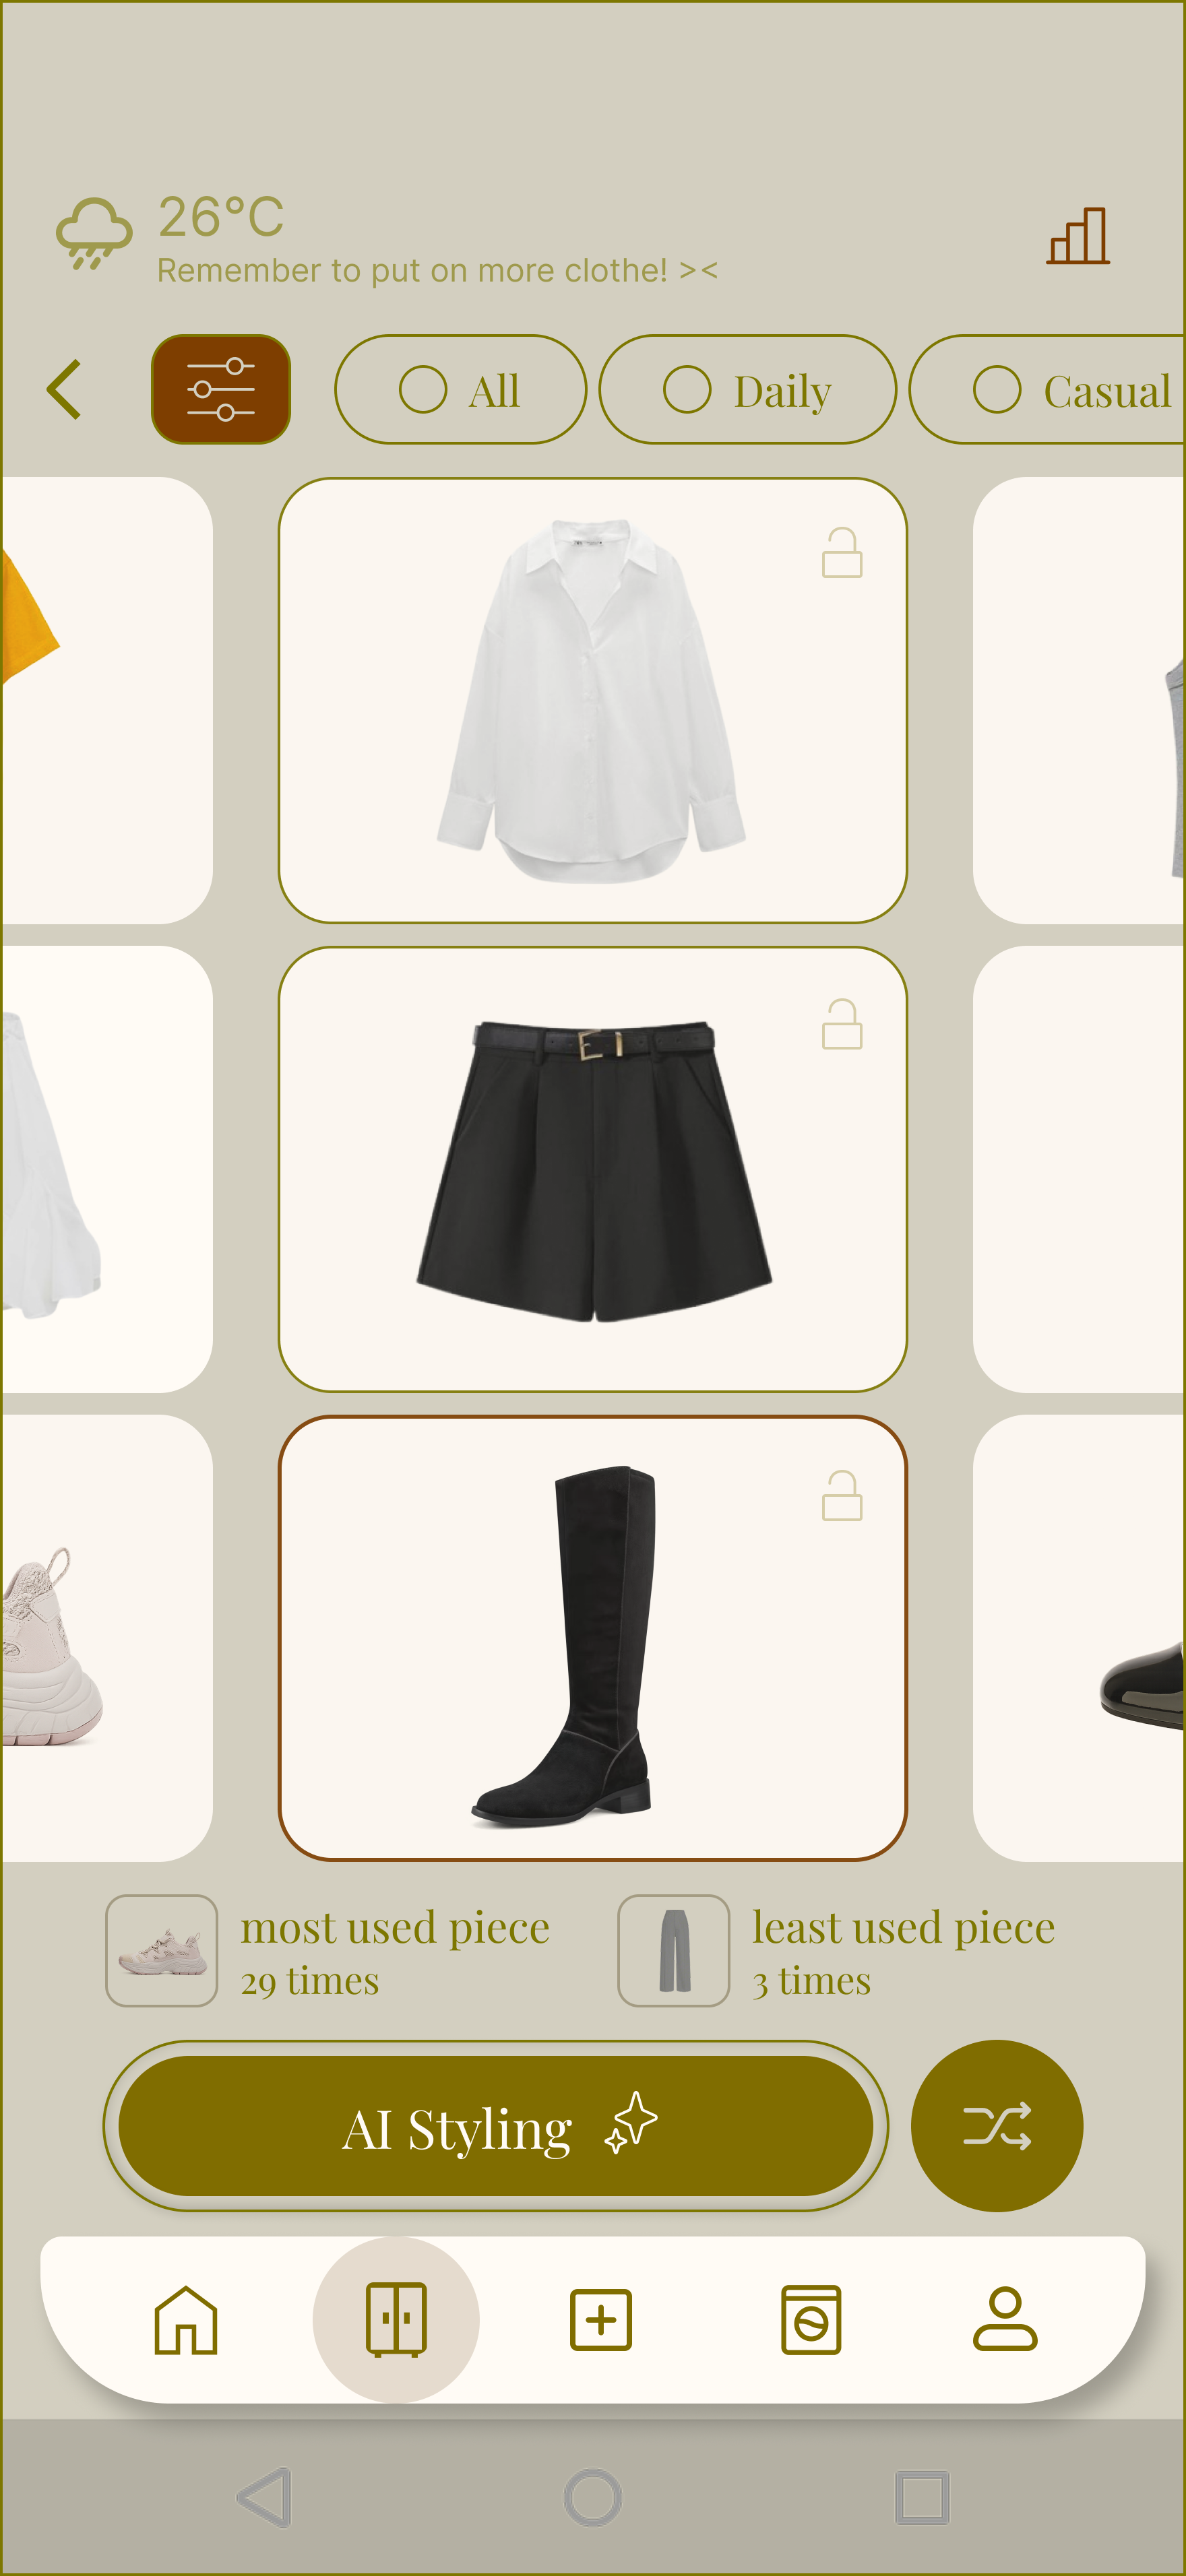 26°C
Remember to put on more clothe! ><
All
Daily
Casual
most used piece
29 times
least used piece
3 times
AI Styling